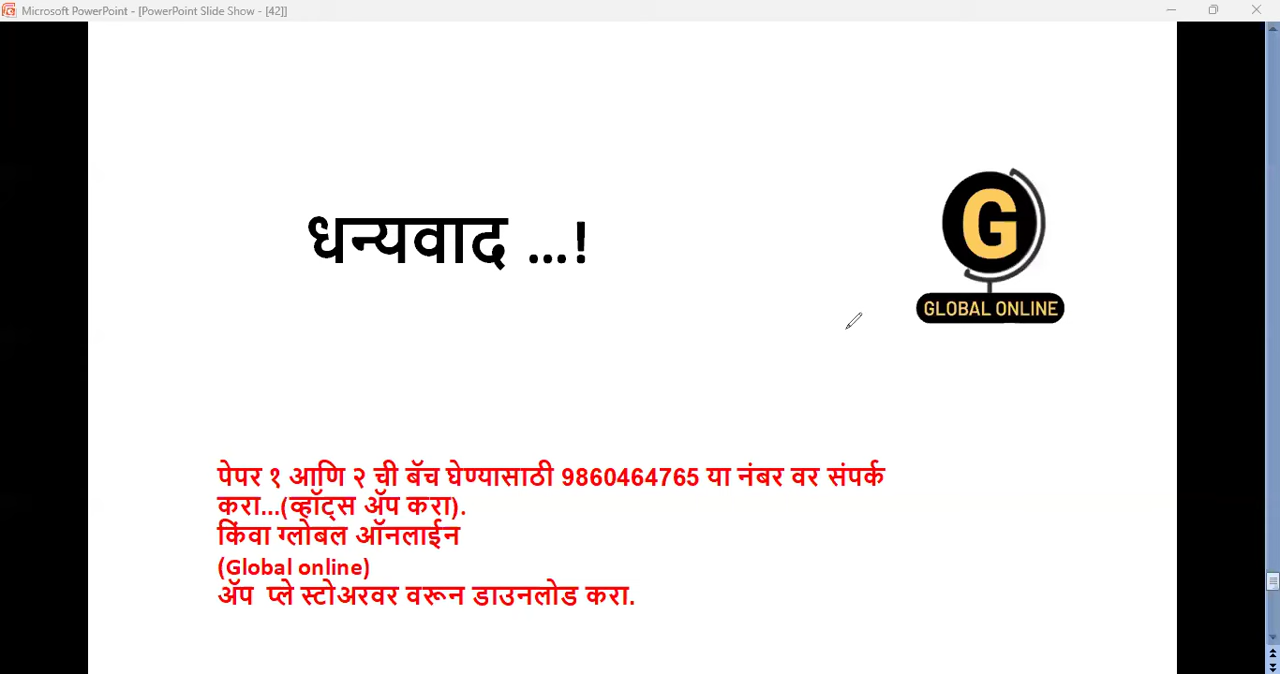 Microsoft PowerPoint - [PowerPoint Slide Show - [42]]
धन्यवाद ...!
G
GLOBAL ONLINE
पेपर १ आणि २ ची बॅच घेण्यासाठी 9860464765 या नंबर वर संपर्क
करा...(व्हॉट्स ॲप करा).
किंवा ग्लोबल ऑनलाईन
(Global online)
ॲप प्ले स्टोअरवर वरून डाउनलोड करा.